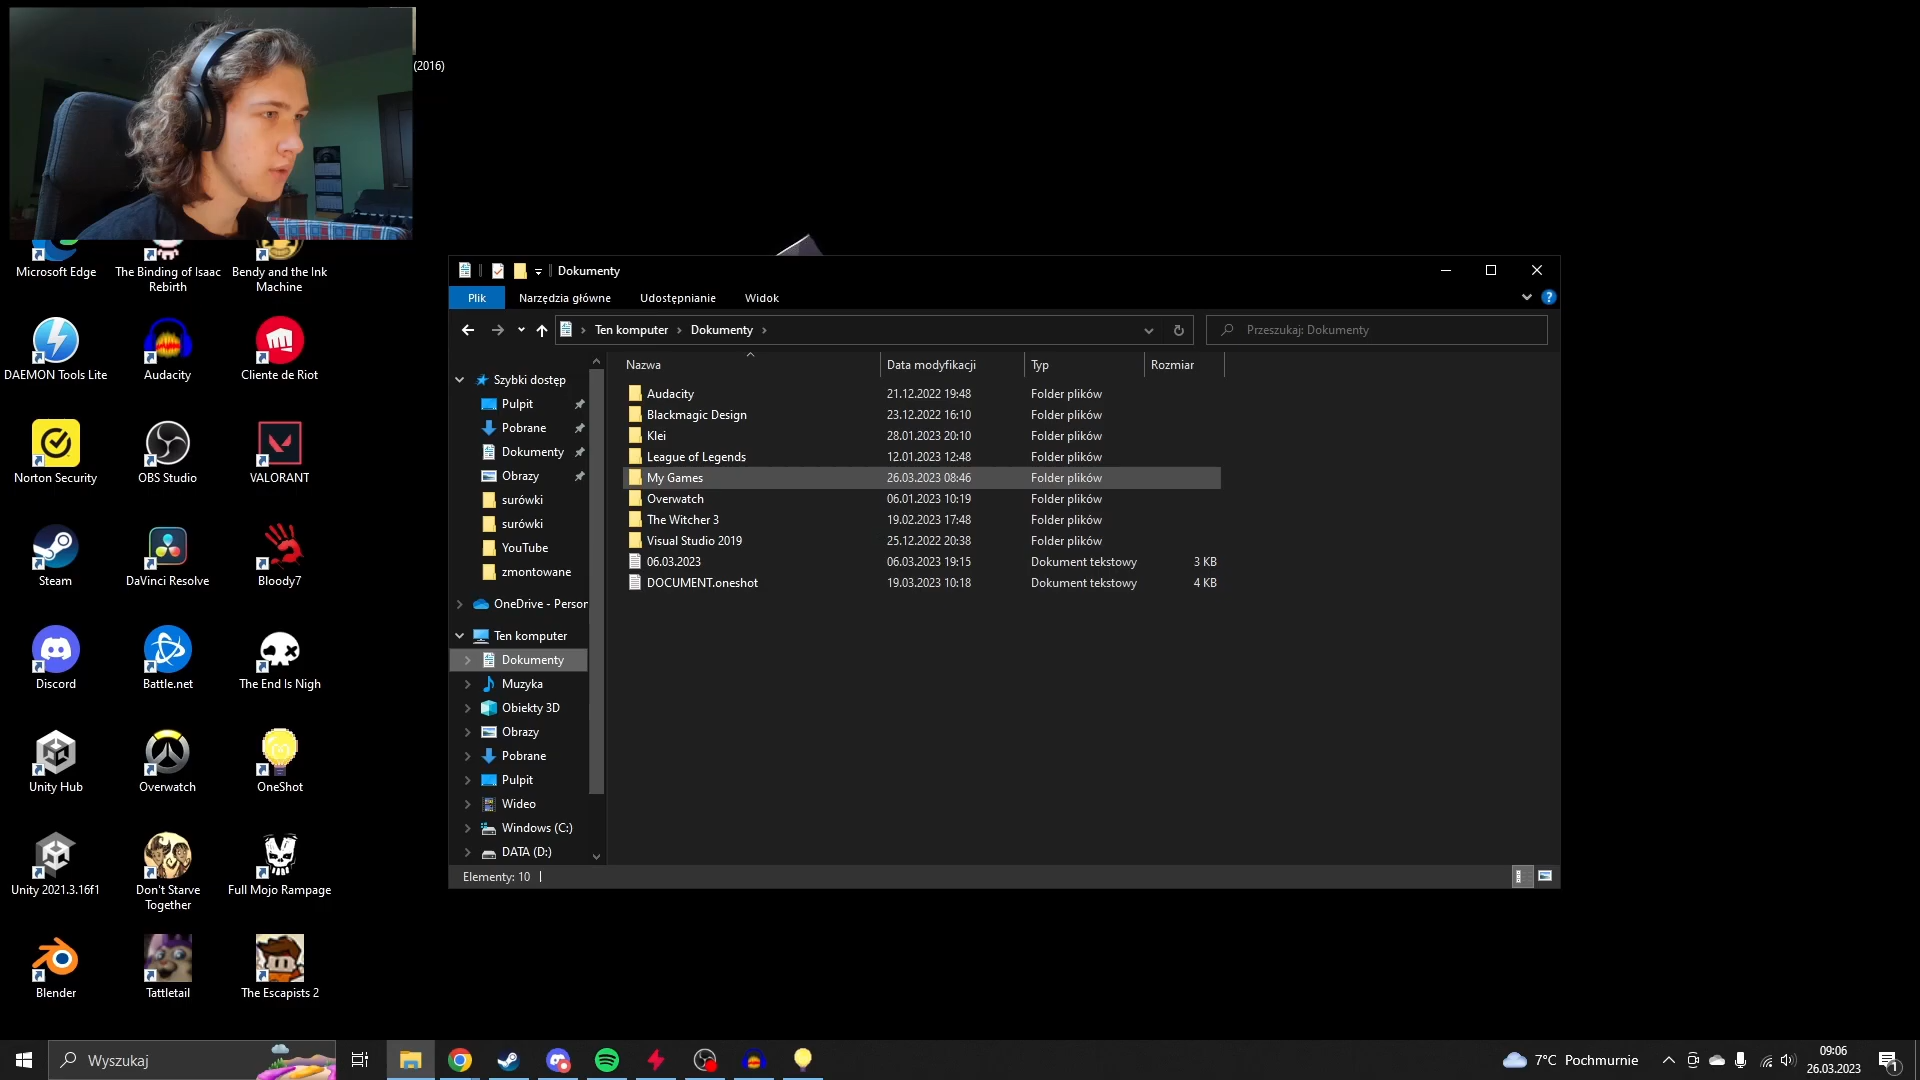 (2016)
Microsoft Edge
The Binding of Isaac
Rebirth
Bendy and the Ink
Machine
DAEMON Tools Lite
Audacity
Cliente de Riot
Norton Security
OBS Studio
VALORANT
Steam
DaVinci Resolve
Bloody7
Discord
Battle.net
The End Is Nigh
Unity Hub
Overwatch
OneShot
Unity 2021.3.16f1
Don't Starve
Together
Full Mojo Rampage
Blender
Tattletail
The Escapists 2
Dokumenty
Plik Narzędzia główne Udostępnianie Widok
Ten komputer Dokumenty
Przeszukaj: Dokumenty
Szybki dostęp
Pulpit
Pobrane
Dokumenty
Obrazy
surówki
surówki
YouTube
zmontowane
OneDrive - Person
Ten komputer
Dokumenty
Muzyka
Obiekty 3D
Obrazy
Pobrane
Pulpit
Wideo
Windows (C:)
DATA (D:)
Nazwa Data modyfikacji Typ Rozmiar
Audacity 21.12.2022 19:48 Folder plików
Blackmagic Design 23.12.2022 16:10 Folder plików
Klei 28.01.2023 20:10 Folder plików
League of Legends 12.01.2023 12:48 Folder plików
My Games 26.03.2023 08:46 Folder plików
Overwatch 06.01.2023 10:19 Folder plików
The Witcher 3 19.02.2023 17:48 Folder plików
Visual Studio 2019 25.12.2022 20:38 Folder plików
06.03.2023 06.03.2023 19:15 Dokument tekstowy 3 KB
DOCUMENT.oneshot 19.03.2023 10:18 Dokument tekstowy 4 KB
Elementy: 10
Wyszukaj
7°C Pochmurnie
09:06
26.03.2023
1